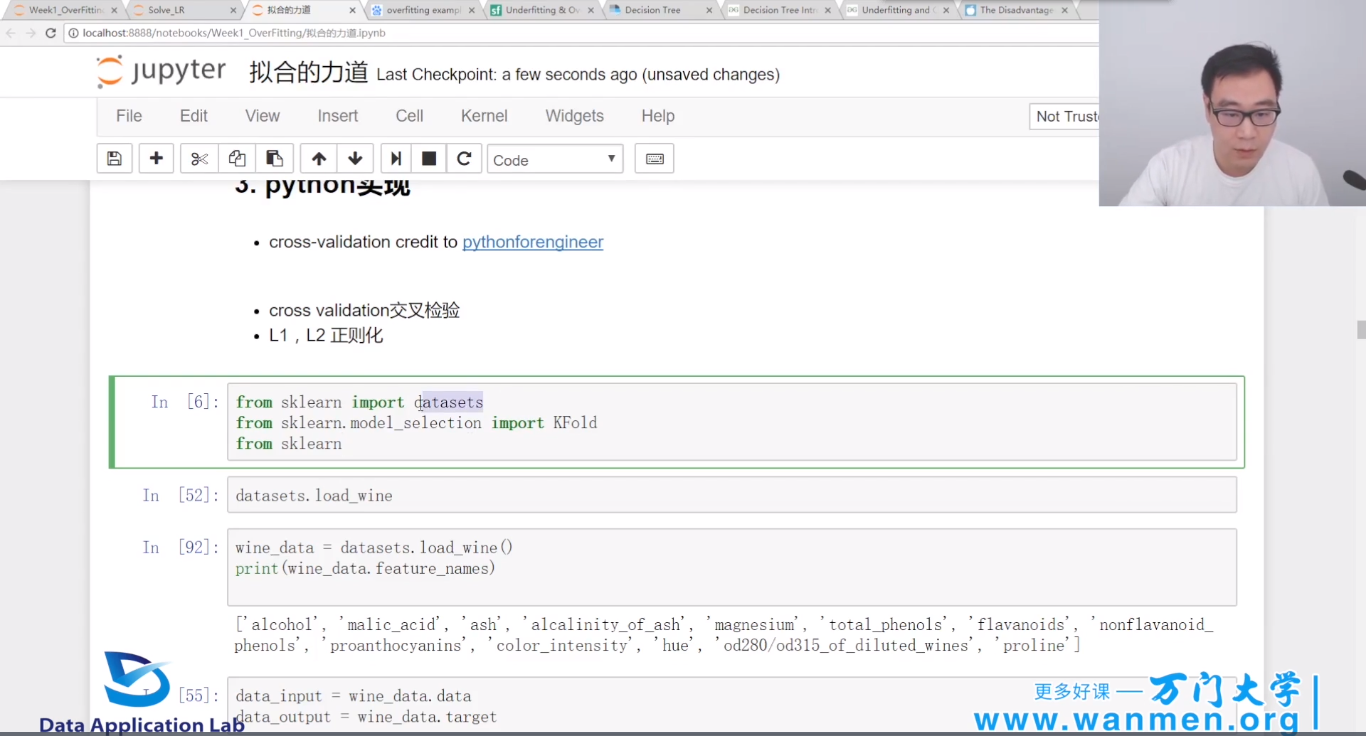 Week1_OverFittin
Solve_LR
拟合的力道
overfitting exampl
Underfitting & Ov
Decision Tree
Decision Tree Intr
Underfitting and
The Disadvantage
localhost:8888/notebooks/Week1_OverFitting/拟合的力道.ipynb
jupyter 拟合的力道 Last Checkpoint: a few seconds ago (unsaved changes)
File Edit View Insert Cell Kernel Widgets Help
Not Truste
Code
3. python实现
cross-validation credit to pythonforengineer
cross validation交叉检验
L1，L2 正则化
In [6]: from sklearn import datasets
from sklearn.model_selection import KFold
from sklearn
In [52]: datasets.load_wine
In [92]: wine_data = datasets.load_wine()
print(wine_data.feature_names)
['alcohol', 'malic_acid', 'ash', 'alcalinity_of_ash', 'magnesium', 'total_phenols', 'flavanoids', 'nonflavanoid_
phenols', 'proanthocyanins', 'color_intensity', 'hue', 'od280/od315_of_diluted_wines', 'proline']
[55]: data_input = wine_data.data
data_output = wine_data.target
Data Application Lab
更多好课 — 万门大学
www.wanmen.org